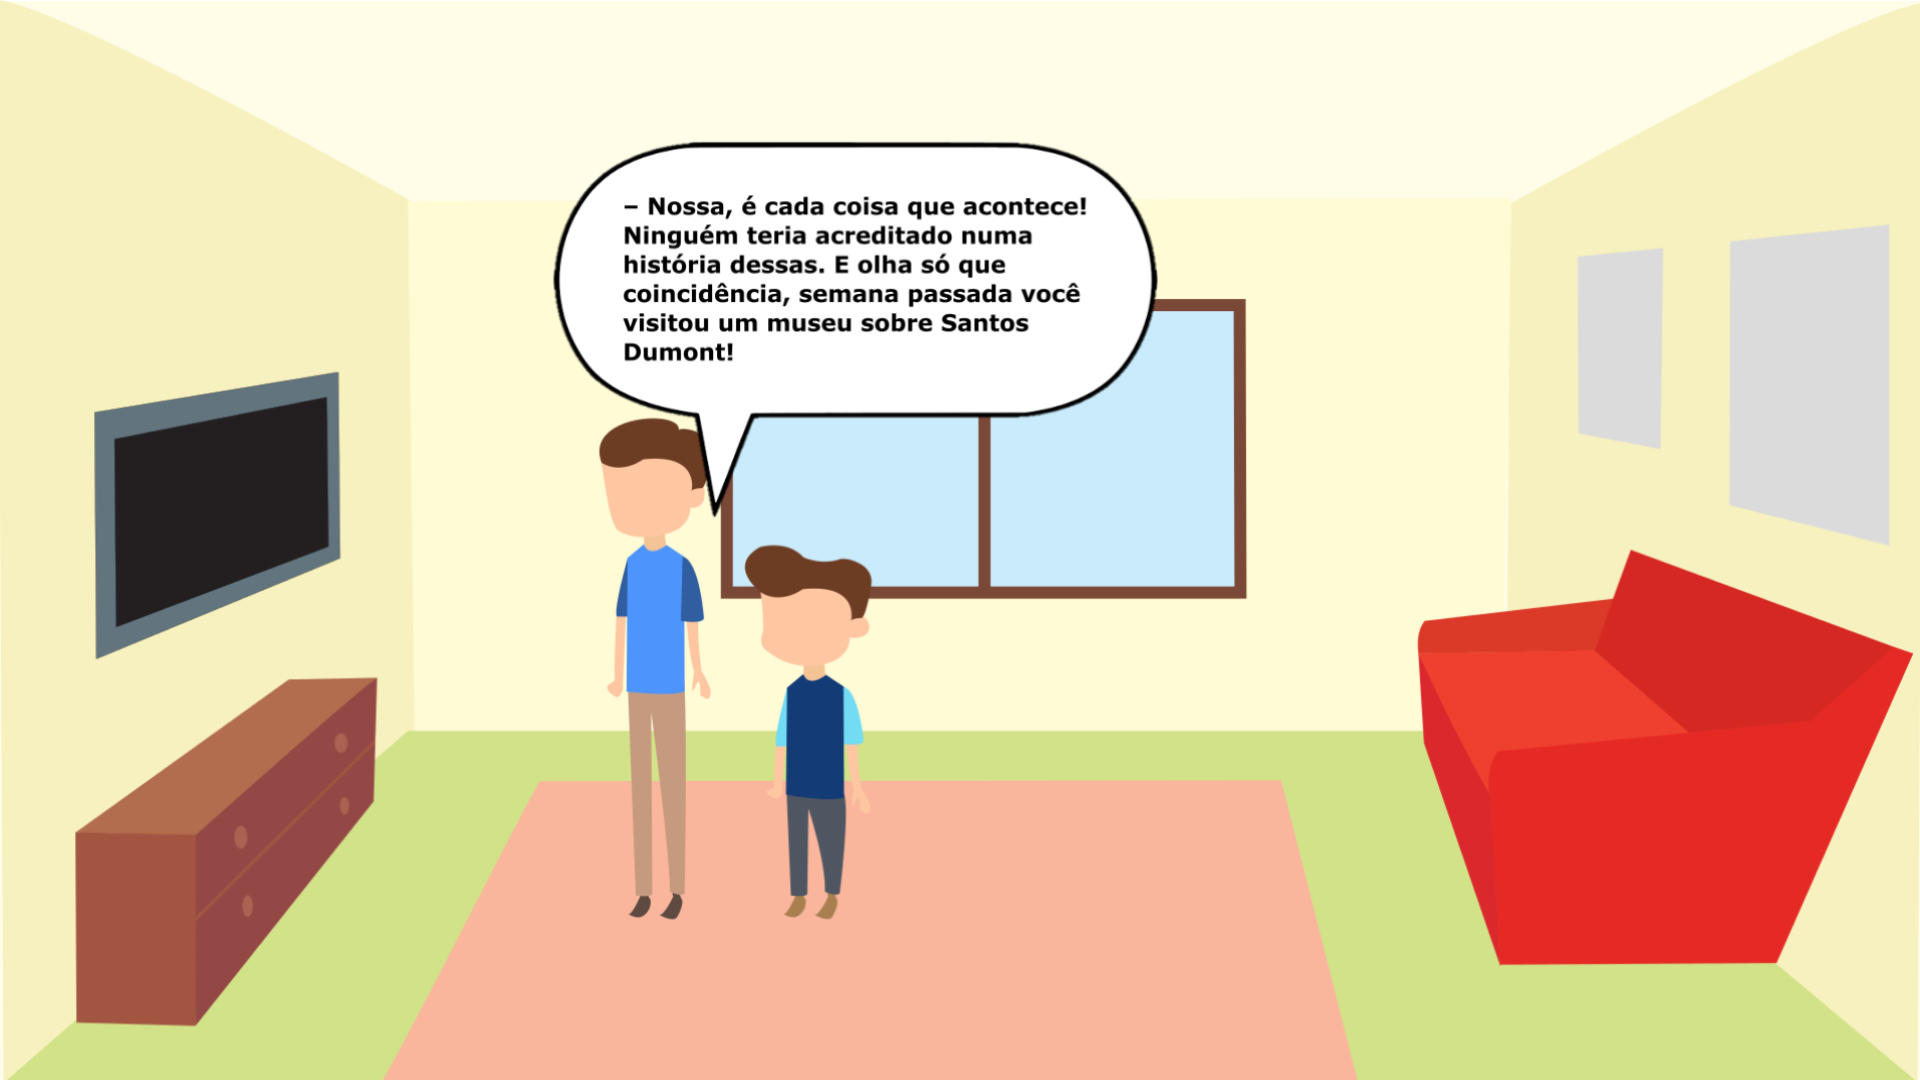 – Nossa, é cada coisa que acontece!
Ninguém teria acreditado numa
história dessas. E olha só que
coincidência, semana passada você
visitou um museu sobre Santos
Dumont!